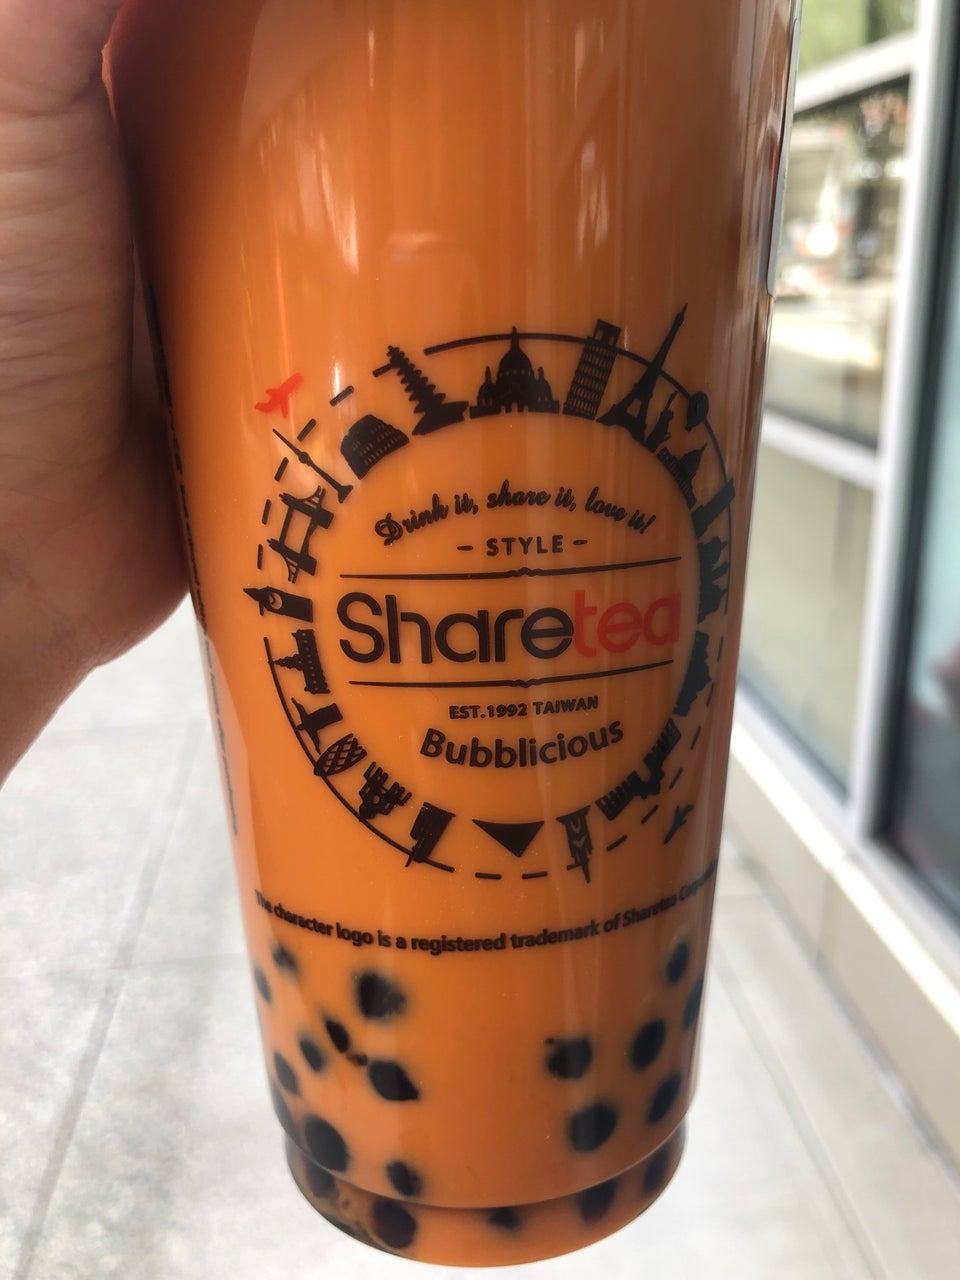 Drink it, share it, love it!
- STYLE -
Sharetea
EST.1992 TAIWAN
Bubblicious
The character logo is a registered trademark of Sharetea